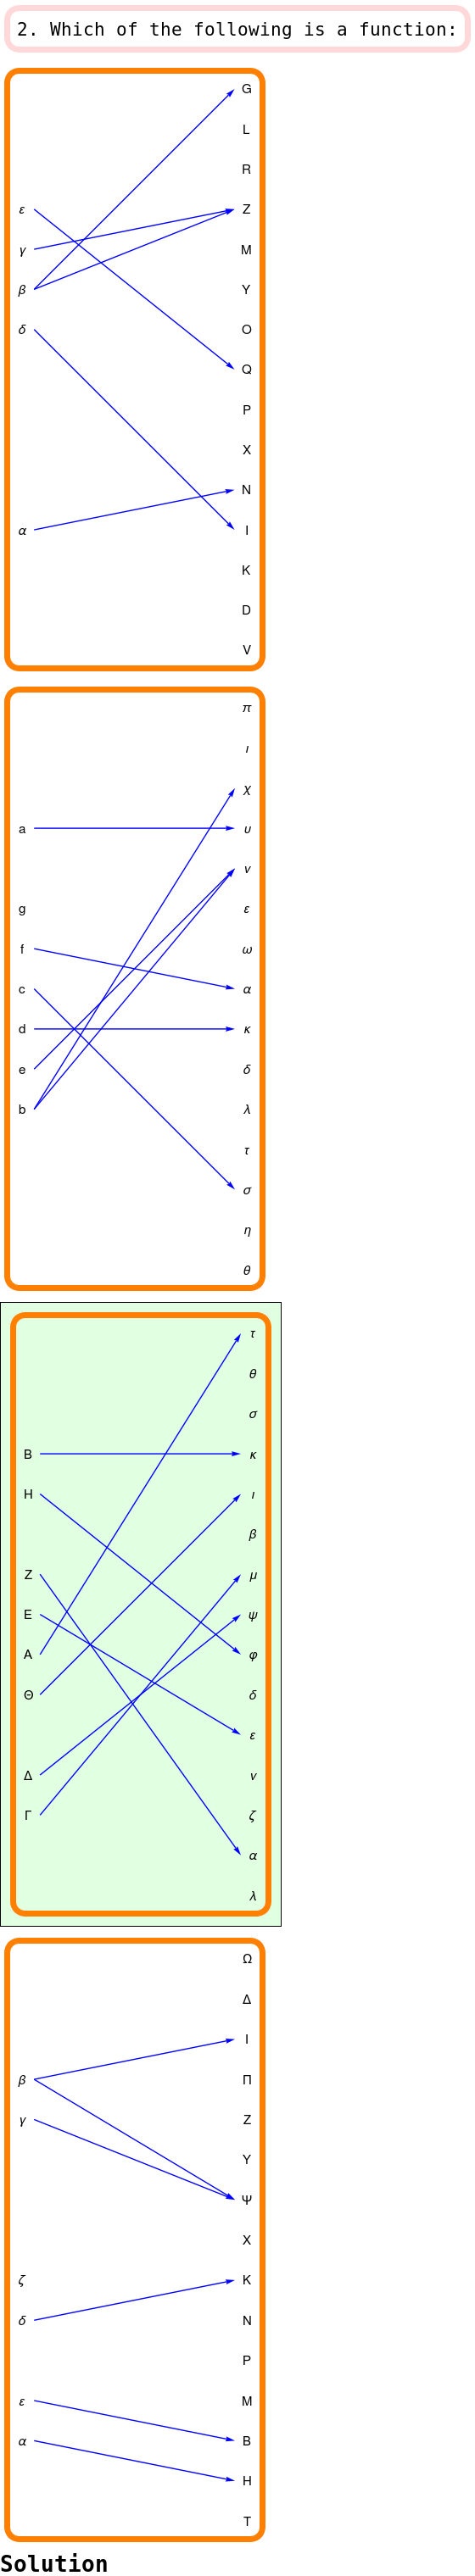 2. Which of the following is a function:
G
L
R
ε Z
γ M
β Y
δ O
Q
P
X
N
α I
K
D
V
π
ι
χ
a υ
ν
g ε
f ω
c α
d κ
e δ
b λ
τ
σ
η
θ
τ
θ
σ
Β κ
Η ι
β
Ζ μ
Ε ψ
Α φ
Θ δ
ε
Δ ν
Γ ζ
α
λ
Ω
Δ
Ι
β Π
γ Ζ
Υ
Ψ
Χ
ζ Κ
δ Ν
Ρ
ε Μ
α Β
Η
Τ
Solution